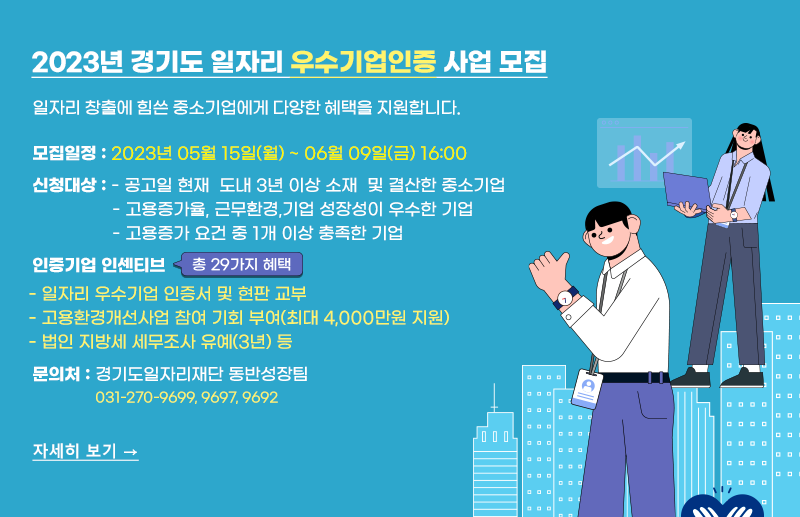 2023년 경기도 일자리 우수기업인증 사업 모집
일자리 창출에 힘쓴 중소기업에게 다양한 혜택을 지원합니다.
모집일정 : 2023년 05월 15일(월) ~ 06월 09일(금) 16:00
신청대상 : - 공고일 현재 도내 3년 이상 소재 및 결산한 중소기업
- 고용증가율, 근무환경,기업 성장성이 우수한 기업
- 고용증가 요건 중 1개 이상 충족한 기업
인증기업 인센티브 총 29가지 혜택
- 일자리 우수기업 인증서 및 현판 교부
- 고용환경개선사업 참여 기회 부여(최대 4,000만원 지원)
- 법인 지방세 세무조사 유예(3년) 등
문의처 : 경기도일자리재단 동반성장팀
031-270-9699, 9697, 9692
자세히 보기 →